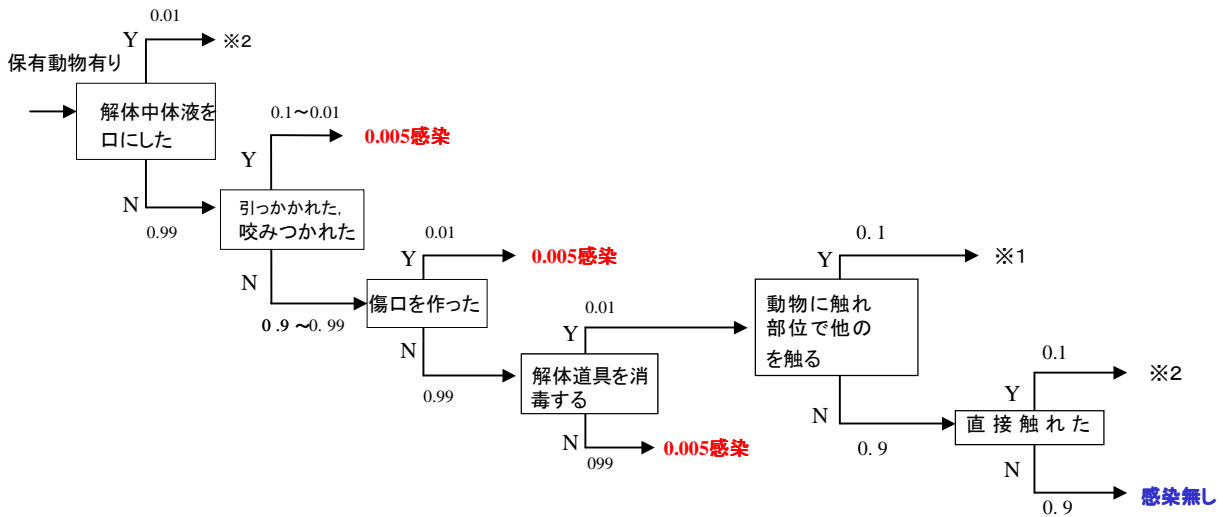 0.01
Y
※2
保有動物有り
解体中体液を
口にした
N
0.99
0.1～0.01
Y
0.005感染
引っかかれた,
咬みつかれた
N
0.9～0.99
0.01
Y
0.005感染
傷口を作った
N
0.99
0.01
Y
解体道具を消
毒する
N
099
0.005感染
0.1
Y
※1
動物に触れ
部位で他の
を触る
N
0.9
0.1
Y
※2
直接触れた
N
0.9
感染無し